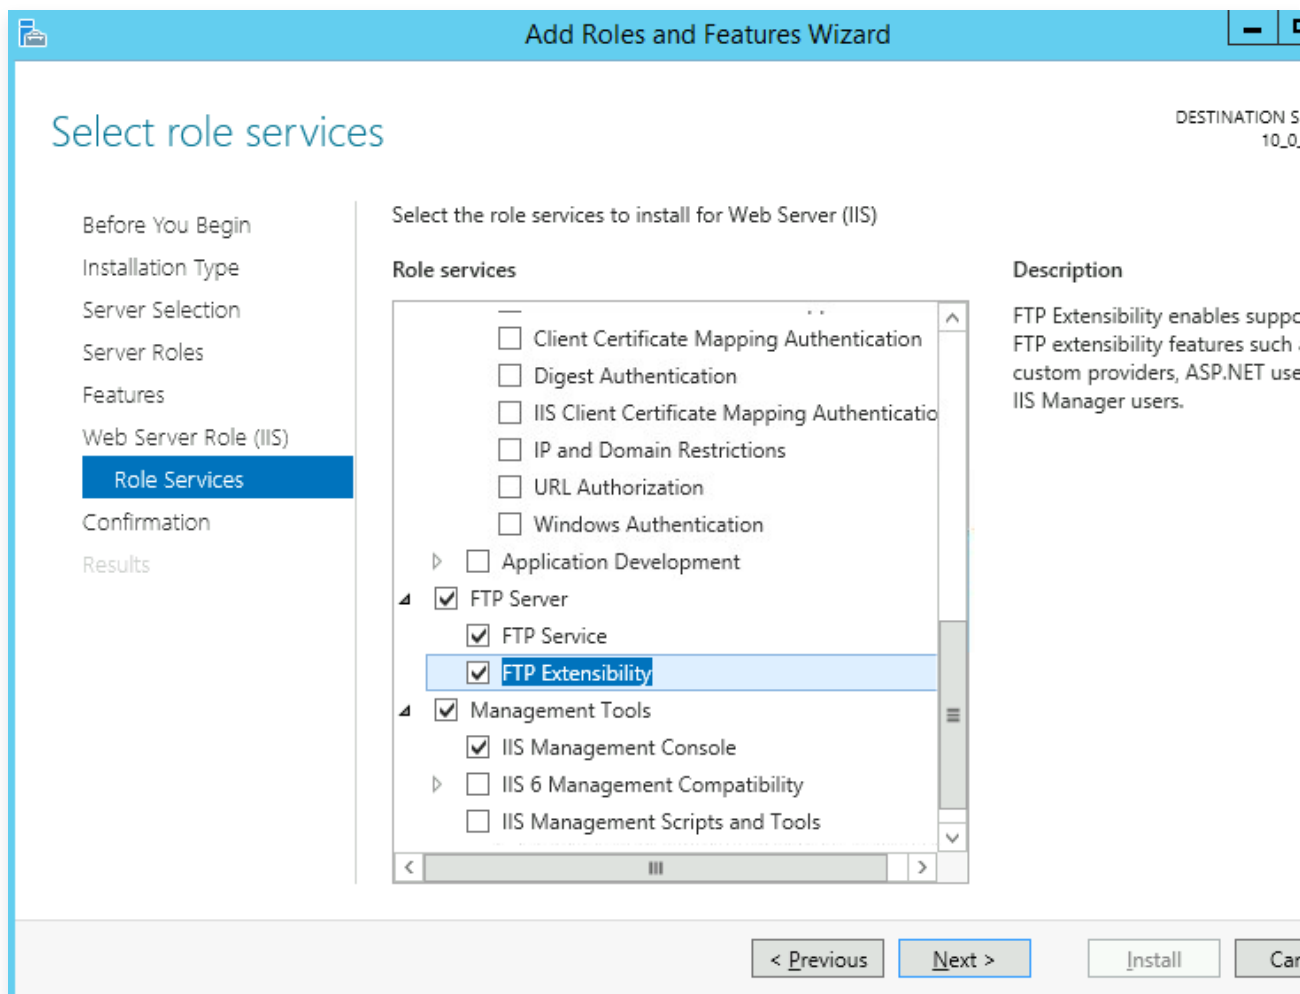 Add Roles and Features Wizard
Select role services
DESTINATION S
10_0_
Before You Begin
Installation Type
Server Selection
Server Roles
Features
Web Server Role (IIS)
Role Services
Confirmation
Results
Select the role services to install for Web Server (IIS)
Role services
Client Certificate Mapping Authentication
Digest Authentication
IIS Client Certificate Mapping Authenticatio
IP and Domain Restrictions
URL Authorization
Windows Authentication
Application Development
FTP Server
FTP Service
FTP Extensibility
Management Tools
IIS Management Console
IIS 6 Management Compatibility
IIS Management Scripts and Tools
Description
FTP Extensibility enables suppo
FTP extensibility features such
custom providers, ASP.NET use
IIS Manager users.
< Previous
Next >
Install
Can